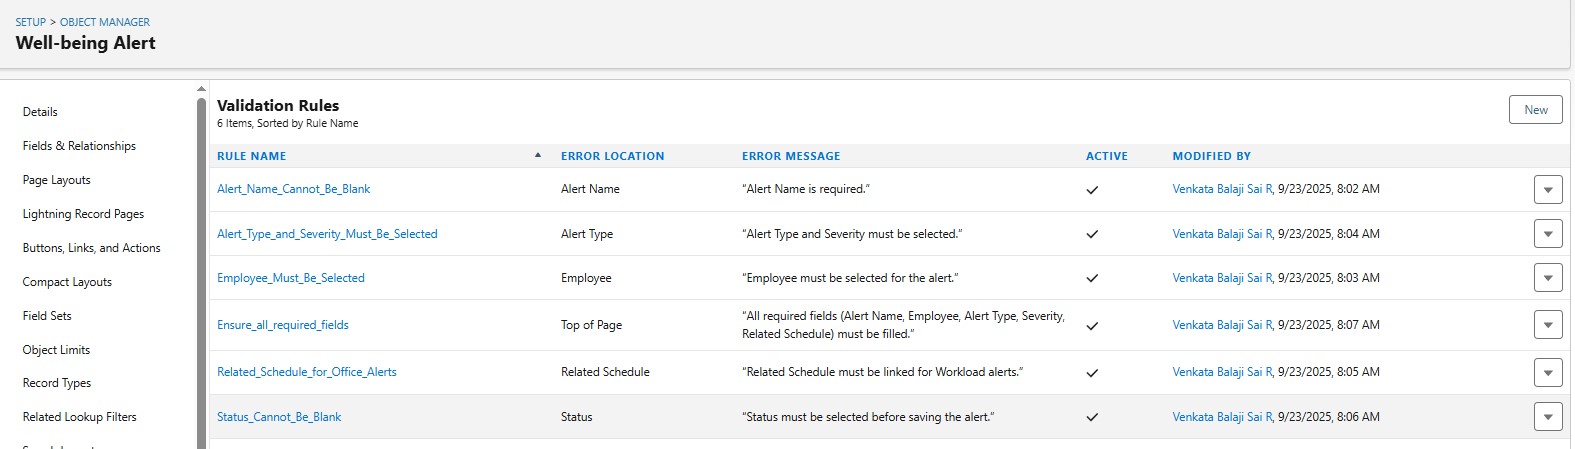 SETUP > OBJECT MANAGER
Well-being Alert
Details
Fields & Relationships
Page Layouts
Lightning Record Pages
Buttons, Links, and Actions
Compact Layouts
Field Sets
Object Limits
Record Types
Related Lookup Filters
Validation Rules
6 Items, Sorted by Rule Name
New
RULE NAME ERROR LOCATION ERROR MESSAGE ACTIVE MODIFIED BY
Alert_Name_Cannot_Be_Blank Alert Name “Alert Name is required.” Venkata Balaji Sai R, 9/23/2025, 8:02 AM
Alert_Type_and_Severity_Must_Be_Selected Alert Type “Alert Type and Severity must be selected.” Venkata Balaji Sai R, 9/23/2025, 8:04 AM
Employee_Must_Be_Selected Employee “Employee must be selected for the alert.” Venkata Balaji Sai R, 9/23/2025, 8:03 AM
Ensure_all_required_fields Top of Page “All required fields (Alert Name, Employee, Alert Type, Severity,
Related Schedule) must be filled.” Venkata Balaji Sai R, 9/23/2025, 8:07 AM
Related_Schedule_for_Office_Alerts Related Schedule “Related Schedule must be linked for Workload alerts.” Venkata Balaji Sai R, 9/23/2025, 8:05 AM
Status_Cannot_Be_Blank Status “Status must be selected before saving the alert.” Venkata Balaji Sai R, 9/23/2025, 8:06 AM